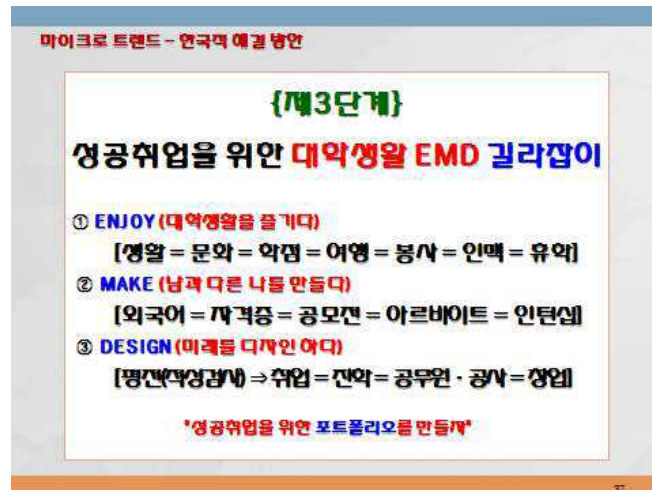 마이크로 트렌드 - 한국적 해결 방안
{제3단계}
성공취업을 위한 대학생활 EMD 길라잡이
① ENJOY (대학생활을 즐기다)
[생활 = 문화 = 학점 = 여행 = 봉사 = 인맥 = 휴학]
② MAKE (남과 다른 나를 만들다)
[외국어 = 자격증 = 공모전 = 아르바이트 = 인턴십]
③ DESIGN (미래를 디자인 하다)
[평전(적성검사) ⇒ 취업 = 진학 = 공무원 · 공사 = 창업]
"성공취업을 위한 포트폴리오를 만들자"